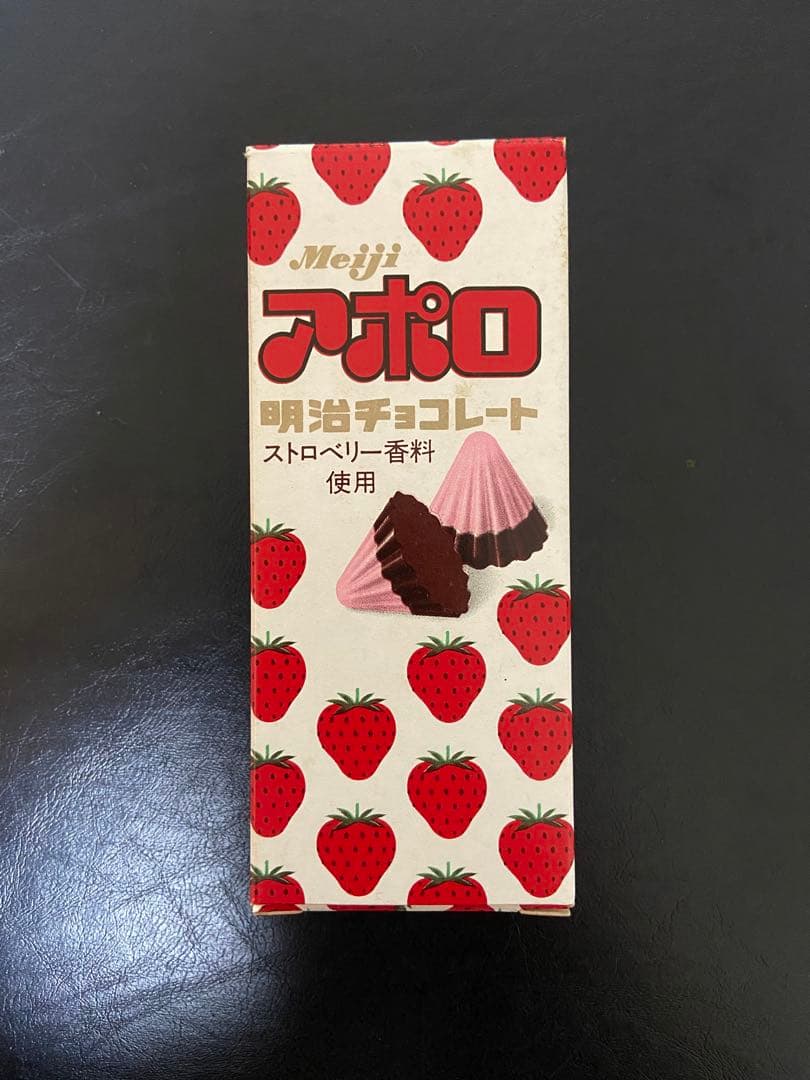 Meiji
アポロ
明治チョコレート
ストロベリー香料
使用